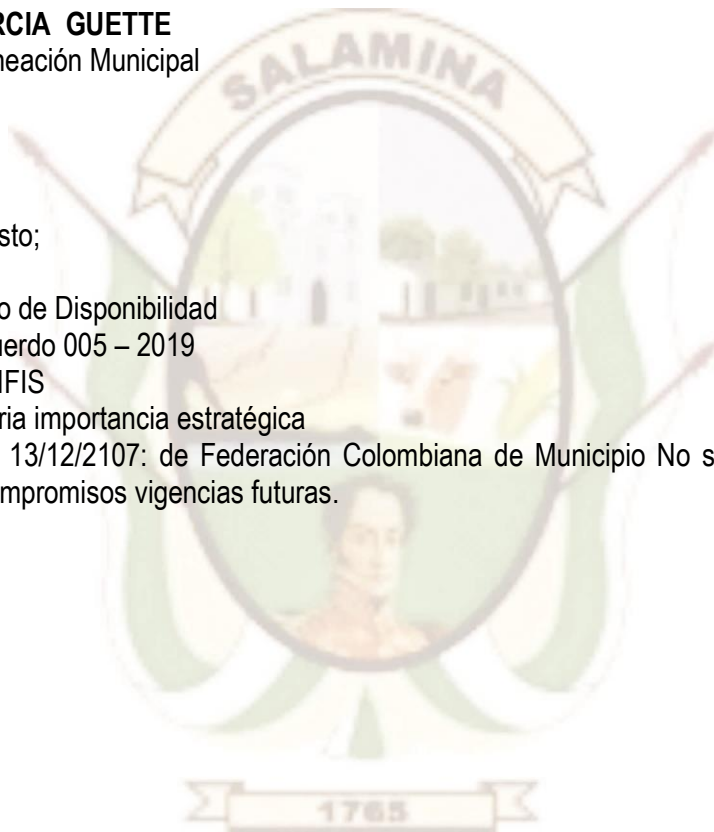 RCIA GUETTE
neación Municipal
SALAMINA
sto;
o de Disponibilidad
uerdo 005 – 2019
IFIS
ria importancia estratégica
13/12/2107: de Federación Colombiana de Municipio No s
mpromisos vigencias futuras.
1765